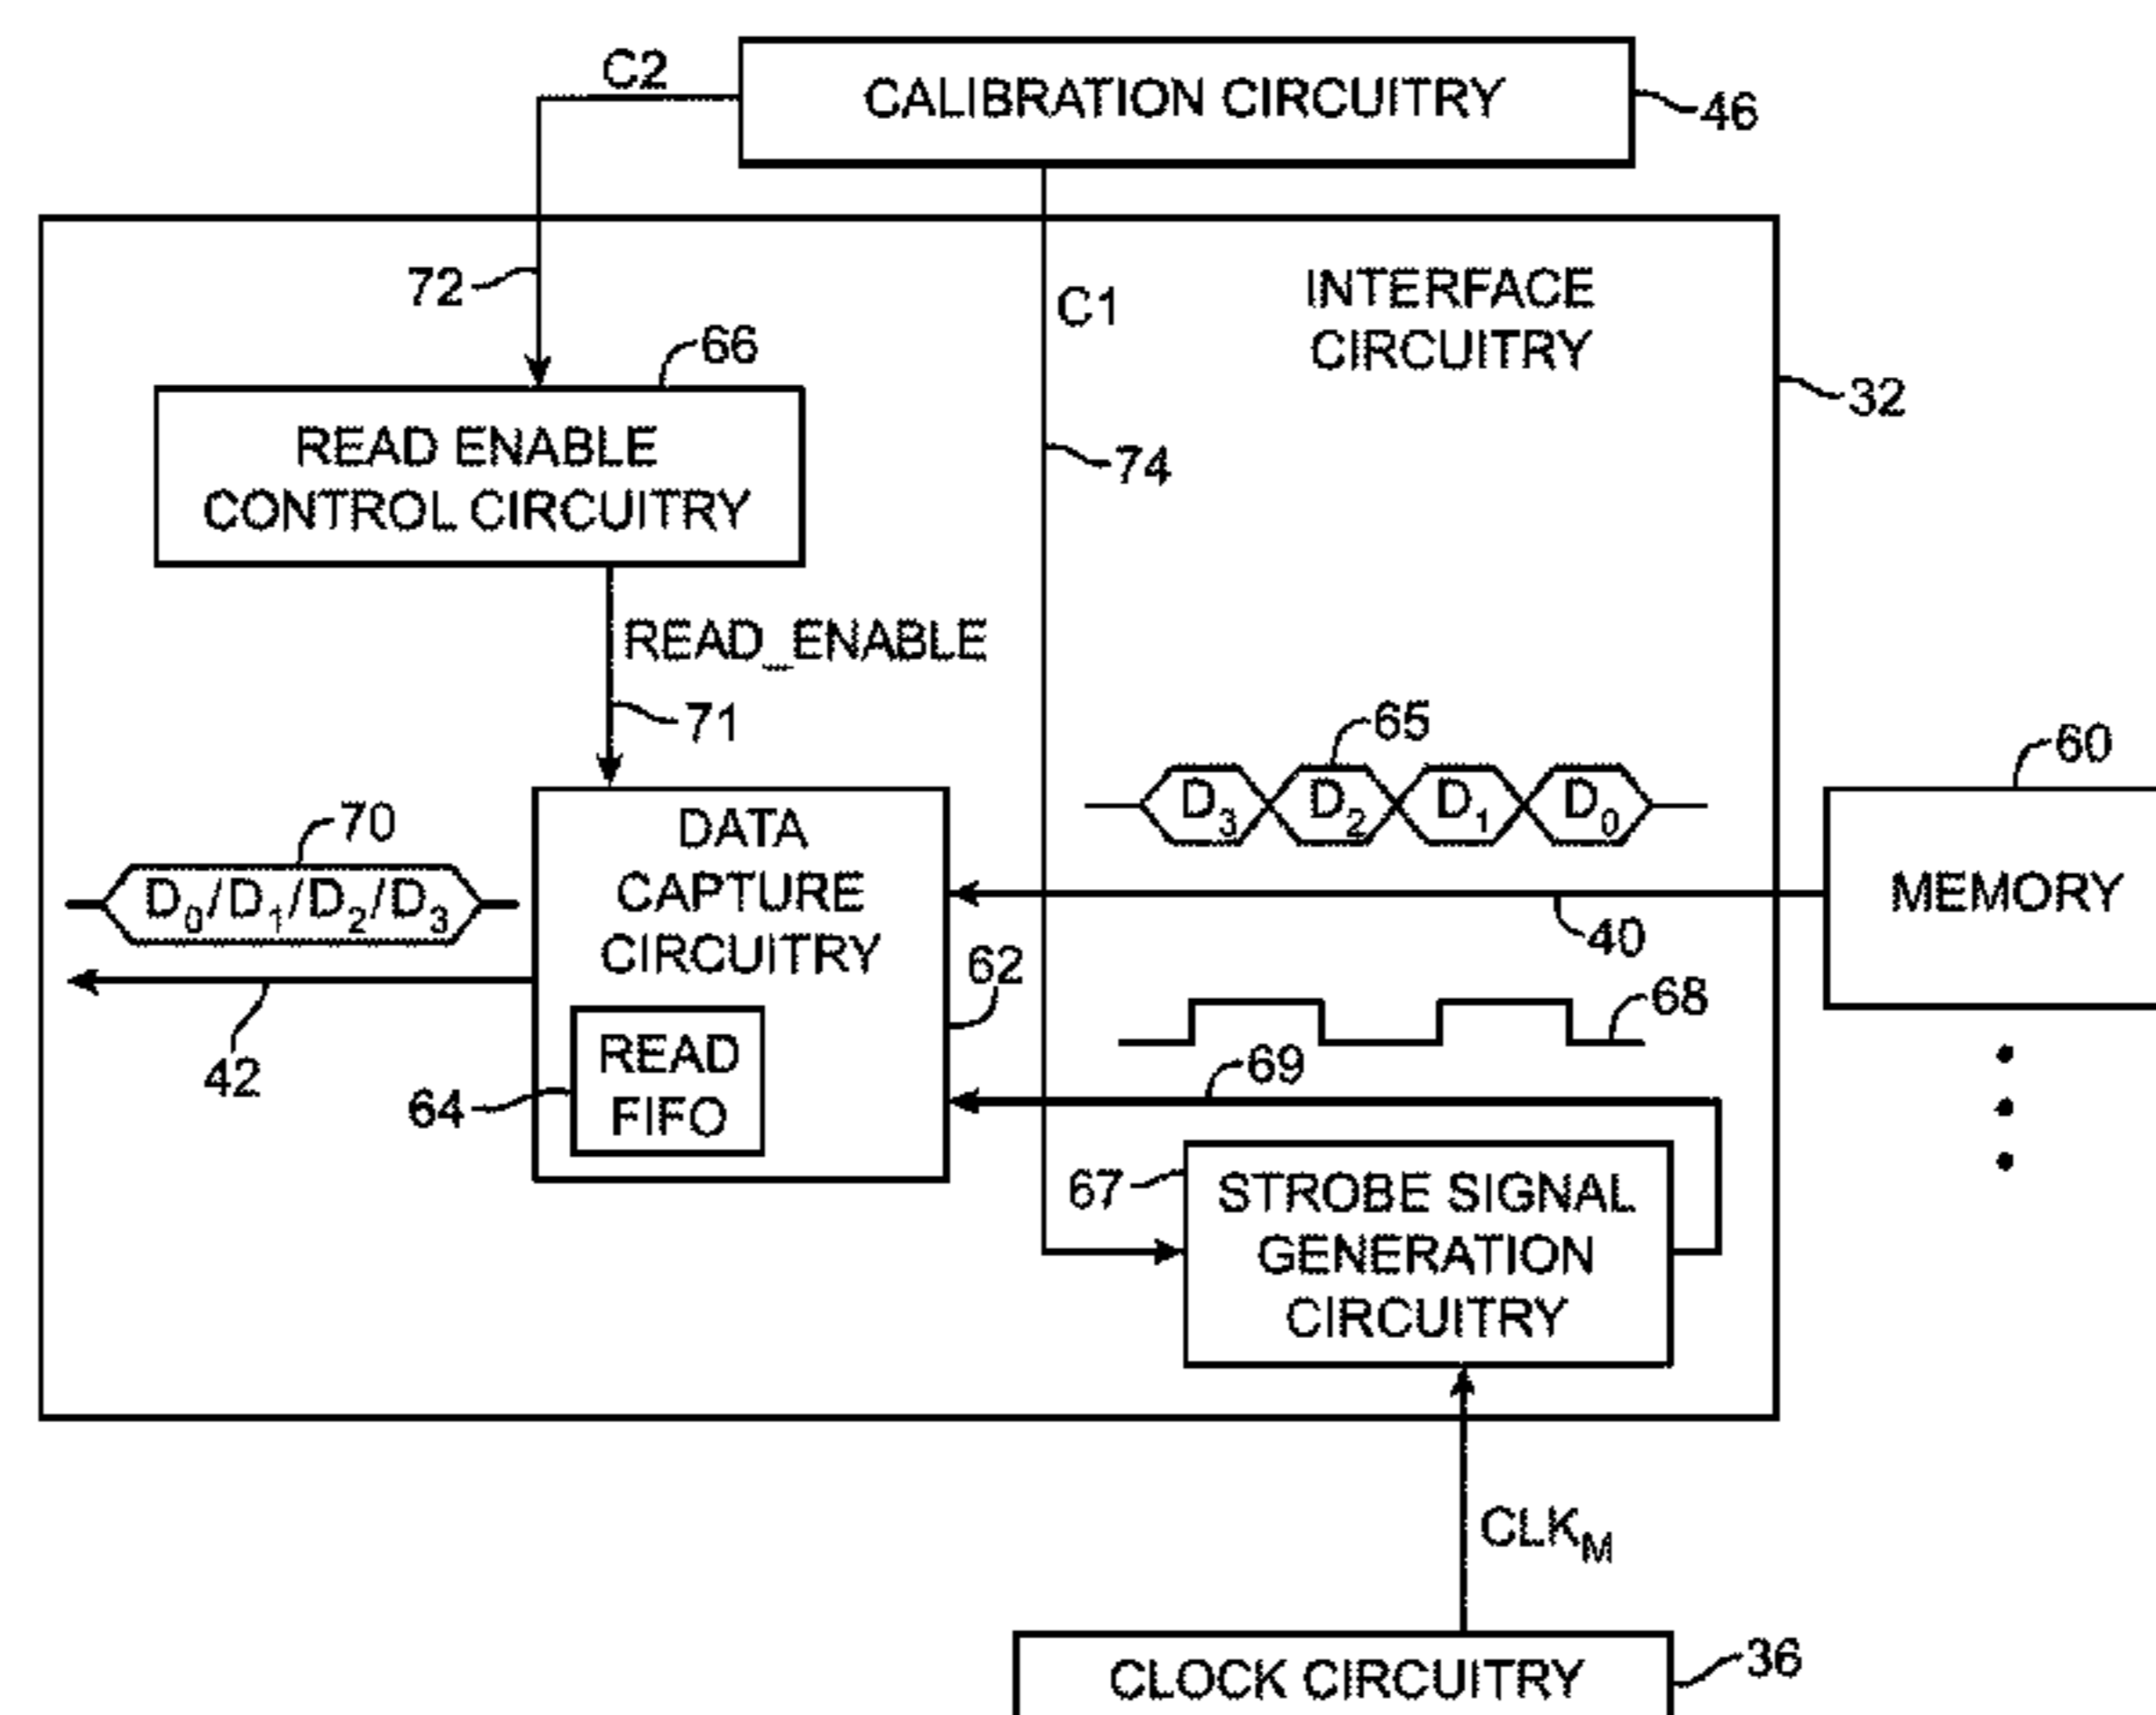 C2
CALIBRATION CIRCUITRY
46
72
C1
INTERFACE
CIRCUITRY
66
32
READ ENABLE
CONTROL CIRCUITRY
74
READ_ENABLE
71
65
60
D3 D2 D1 D0
70
DATA
CAPTURE
CIRCUITRY
D0/D1/D2/D3
MEMORY
40
62
68
42
READ
FIFO
64
69
67
STROBE SIGNAL
GENERATION
CIRCUITRY
CLKM
CLOCK CIRCUITRY
36